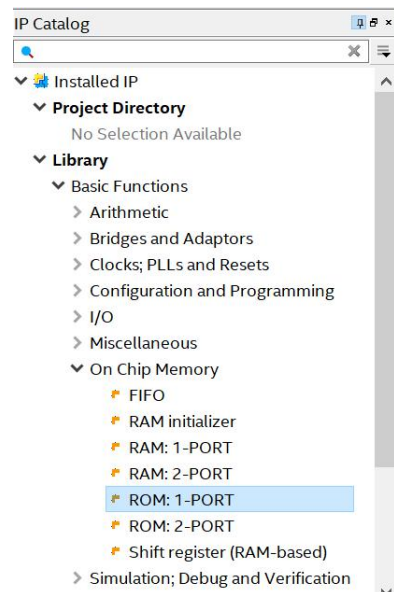 IP Catalog
Installed IP
Project Directory
No Selection Available
Library
Basic Functions
Arithmetic
Bridges and Adaptors
Clocks; PLLs and Resets
Configuration and Programming
I/O
Miscellaneous
On Chip Memory
FIFO
RAM initializer
RAM: 1-PORT
RAM: 2-PORT
ROM: 1-PORT
ROM: 2-PORT
Shift register (RAM-based)
Simulation; Debug and Verification